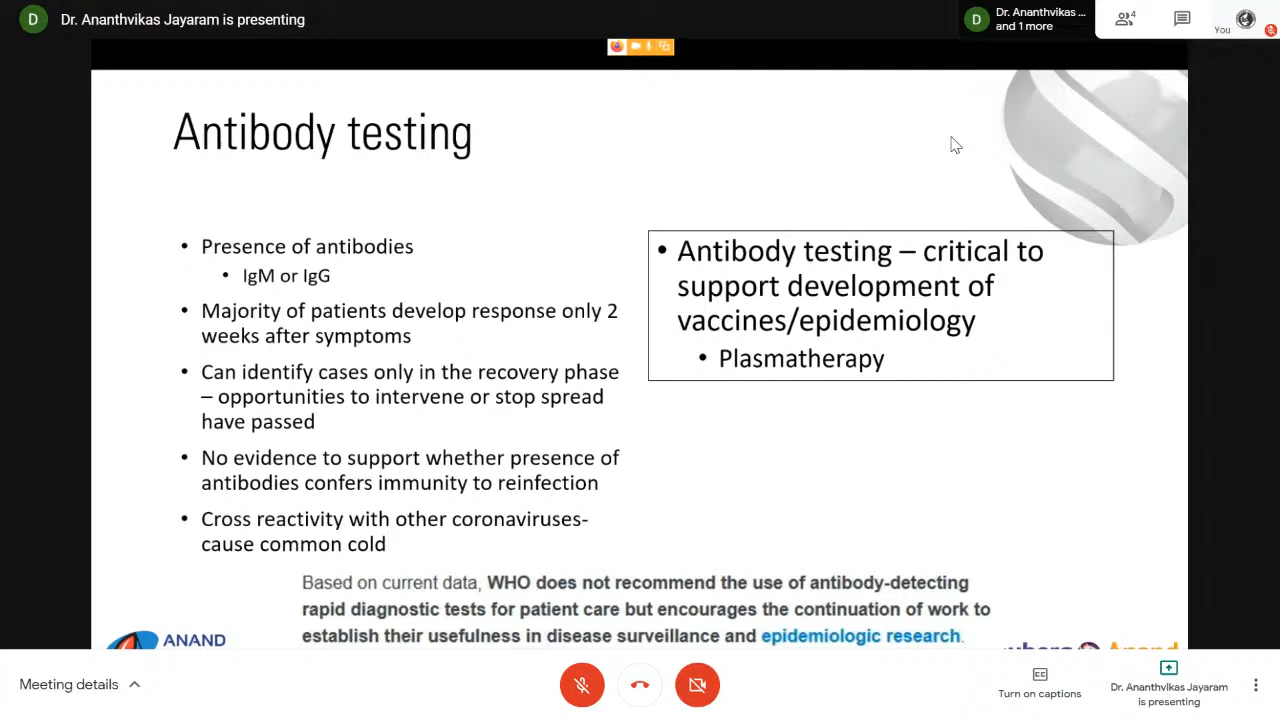 D Dr. Ananthvikas Jayaram is presenting
D Dr. Ananthvikas ...
and 1 more
4
You
Antibody testing
• Presence of antibodies
• IgM or IgG
• Majority of patients develop response only 2
weeks after symptoms
• Can identify cases only in the recovery phase
– opportunities to intervene or stop spread
have passed
• No evidence to support whether presence of
antibodies confers immunity to reinfection
• Cross reactivity with other coronaviruses-
cause common cold
• Antibody testing – critical to
support development of
vaccines/epidemiology
• Plasmatherapy
Based on current data, WHO does not recommend the use of antibody-detecting
rapid diagnostic tests for patient care but encourages the continuation of work to
establish their usefulness in disease surveillance and epidemiologic research.
ANAND
Anand
Meeting details
CC
Turn on captions
Dr. Ananthvikas Jayaram
is presenting